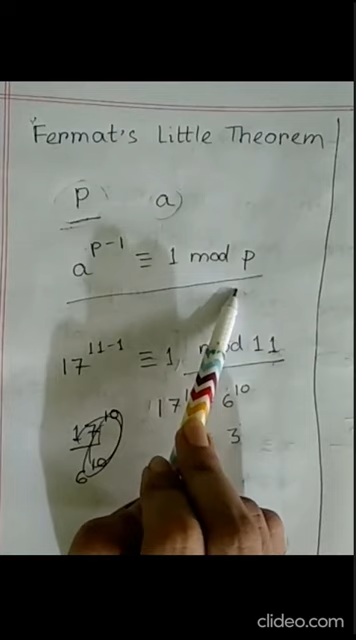 Fermat's Little Theorem
P a)
a^{p-1} ≡ 1 mod p
17^{11-1} ≡ 1, mod 11
17 6^{10}
17^{10} 3
6^{10}
clideo.com